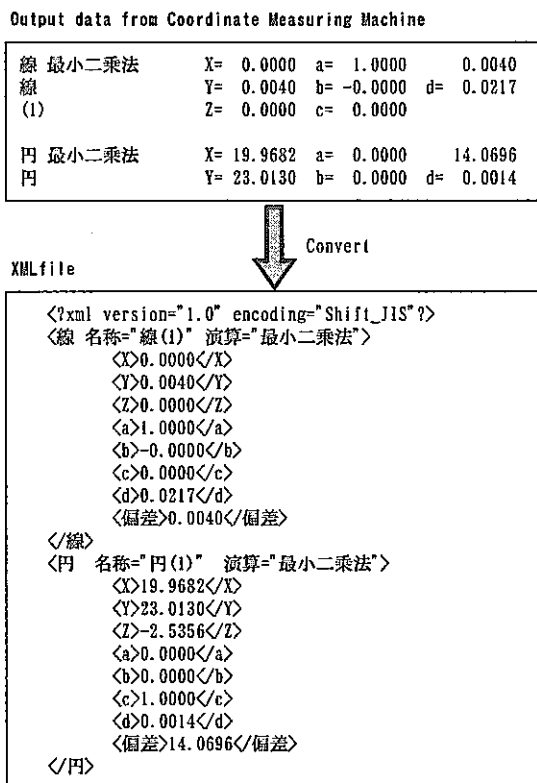 Output data from Coordinate Measuring Machine
線 最小二乗法 X= 0.0000 a= 1.0000 0.0040
線 Y= 0.0040 b= -0.0000 d= 0.0217
(1) Z= 0.0000 c= 0.0000
円 最小二乗法 X= 19.9682 a= 0.0000 14.0696
円 Y= 23.0130 b= 0.0000 d= 0.0014
Convert
XMLfile
<?xml version="1.0" encoding="Shift_JIS"?>
<線 名称="線(1)" 演算="最小二乗法">
<X>0.0000</X>
<Y>0.0040</Y>
<Z>0.0000</Z>
<a>1.0000</a>
<b>-0.0000</b>
<c>0.0000</c>
<d>0.0217</d>
<偏差>0.0040</偏差>
</線>
<円 名称="円(1)" 演算="最小二乗法">
<X>19.9682</X>
<Y>23.0130</Y>
<Z>-2.5356</Z>
<a>0.0000</a>
<b>0.0000</b>
<c>1.0000</c>
<d>0.0014</d>
<偏差>14.0696</偏差>
</円>